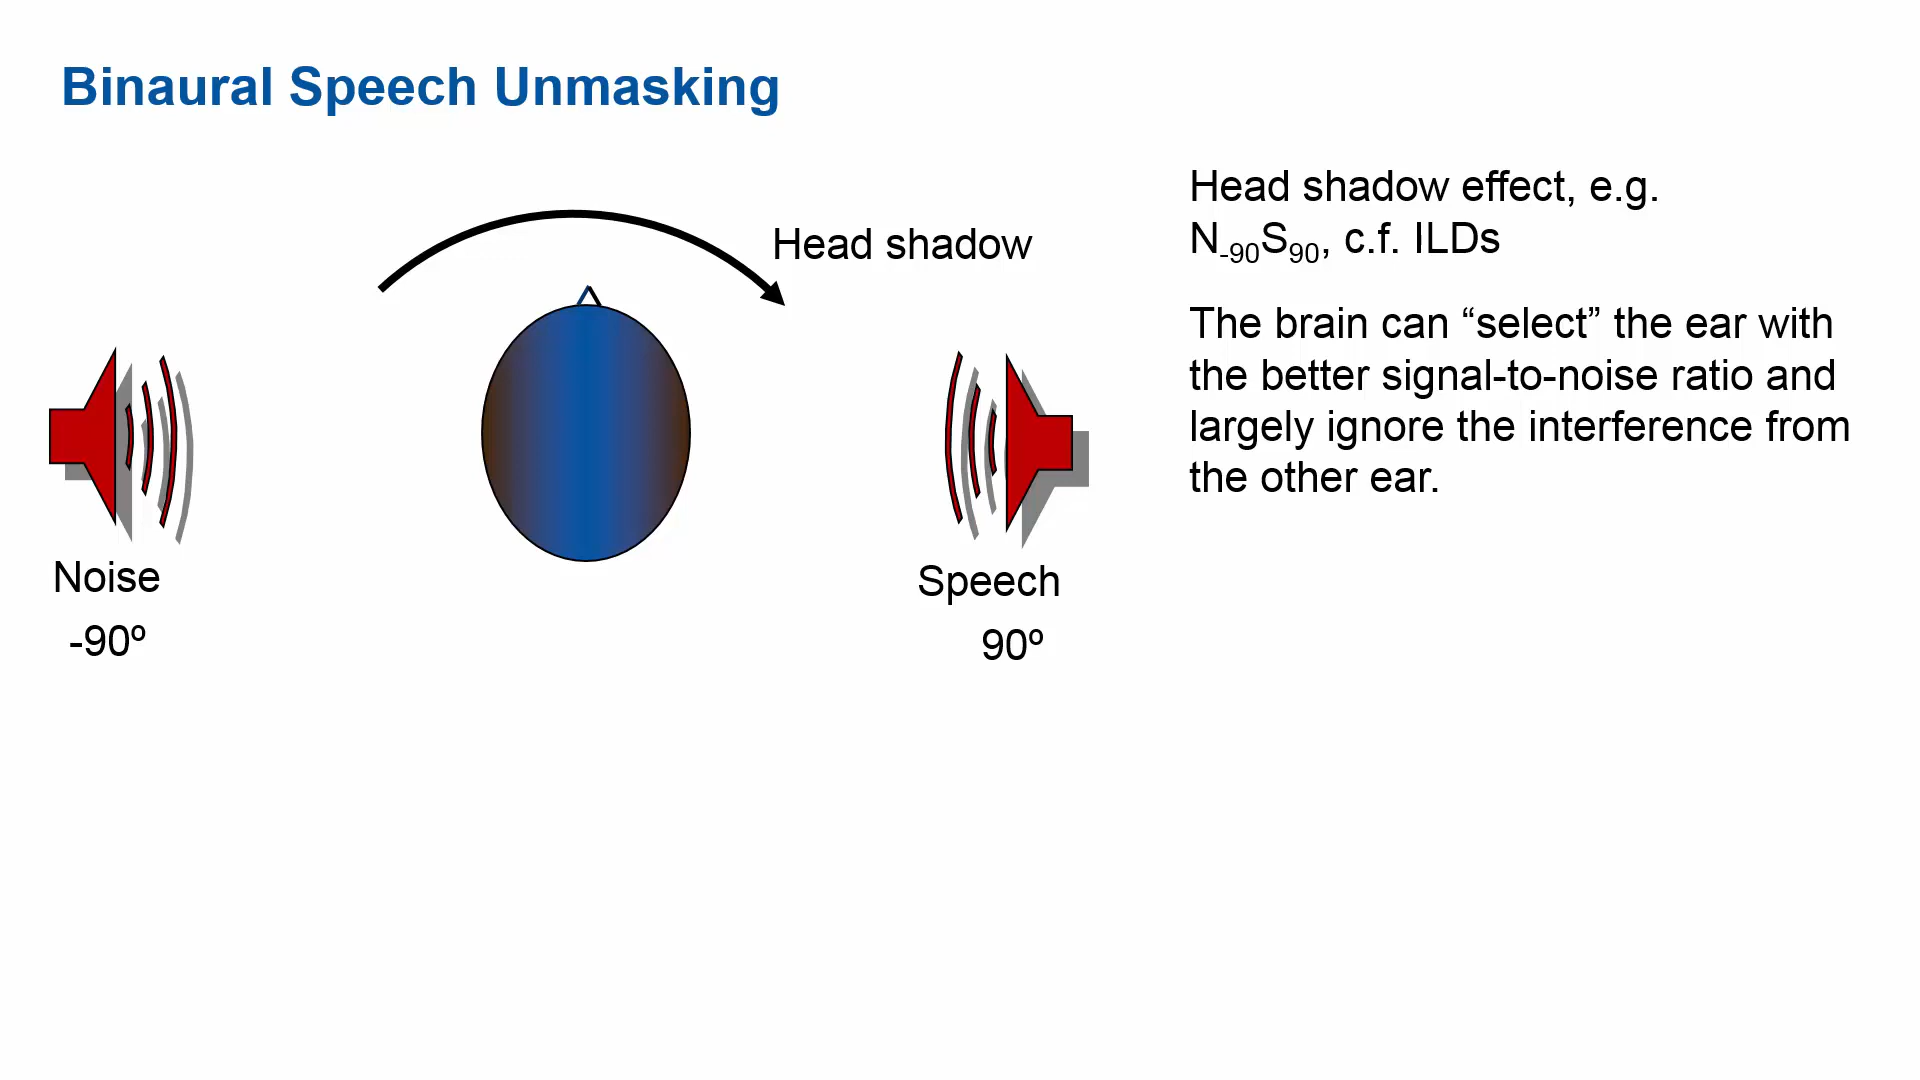 Binaural Speech Unmasking
Head shadow
Noise
-90º
Speech
90º
Head shadow effect, e.g.
N-90S90, c.f. ILDs
The brain can “select” the ear with
the better signal-to-noise ratio and
largely ignore the interference from
the other ear.